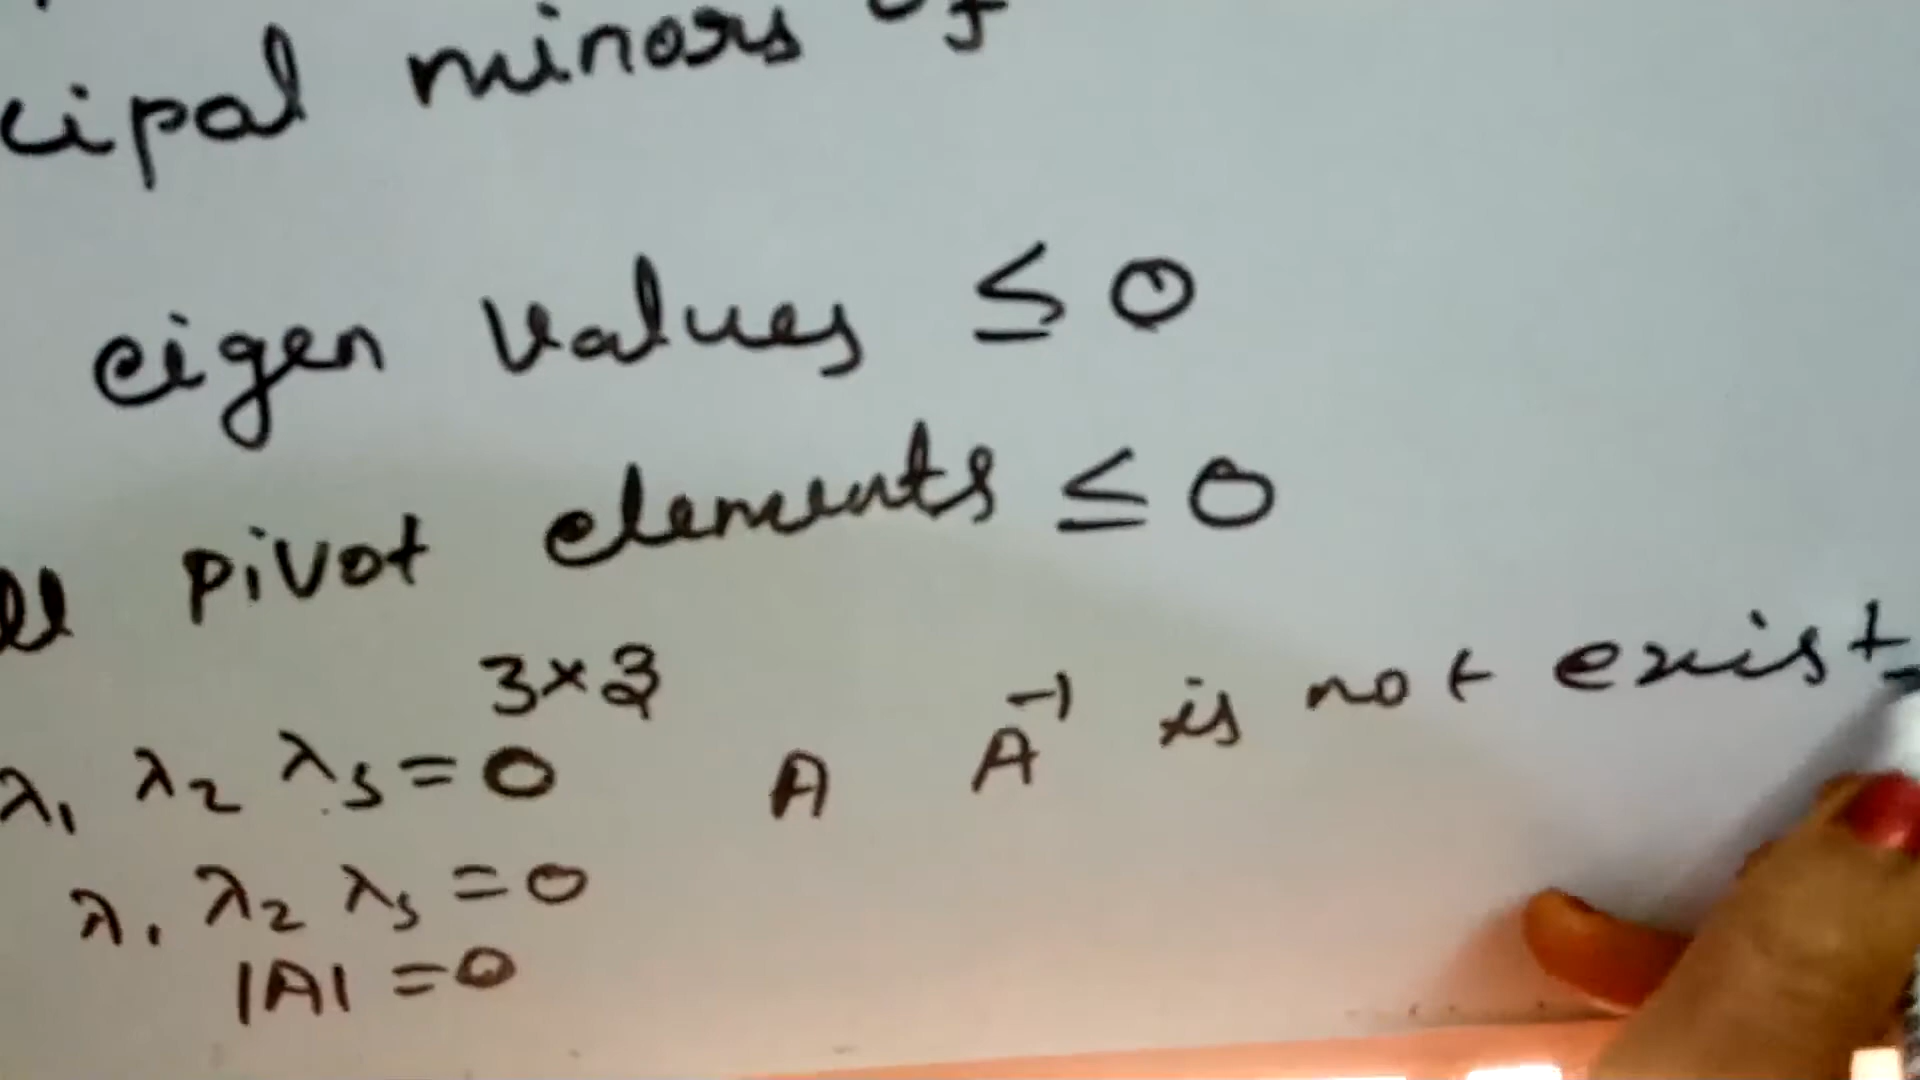 cipal minors of
eigen values ≤ 0
ll pivot elements ≤ 0
3×3
λ₁ λ₂ λ₃ = 0 A A⁻¹ is not exist
λ₁ λ₂ λ₃ = 0
|A| = 0